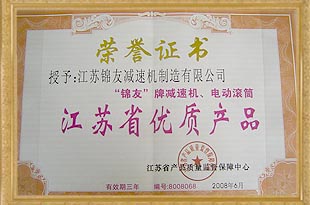 荣誉证书
授予:江苏锦友减速机制造有限公司
“锦友”牌减速机、电动滚筒
江苏省优质产品
江苏省产品质量监督保障中心
有效期三年 编号:8008068 2008年6月